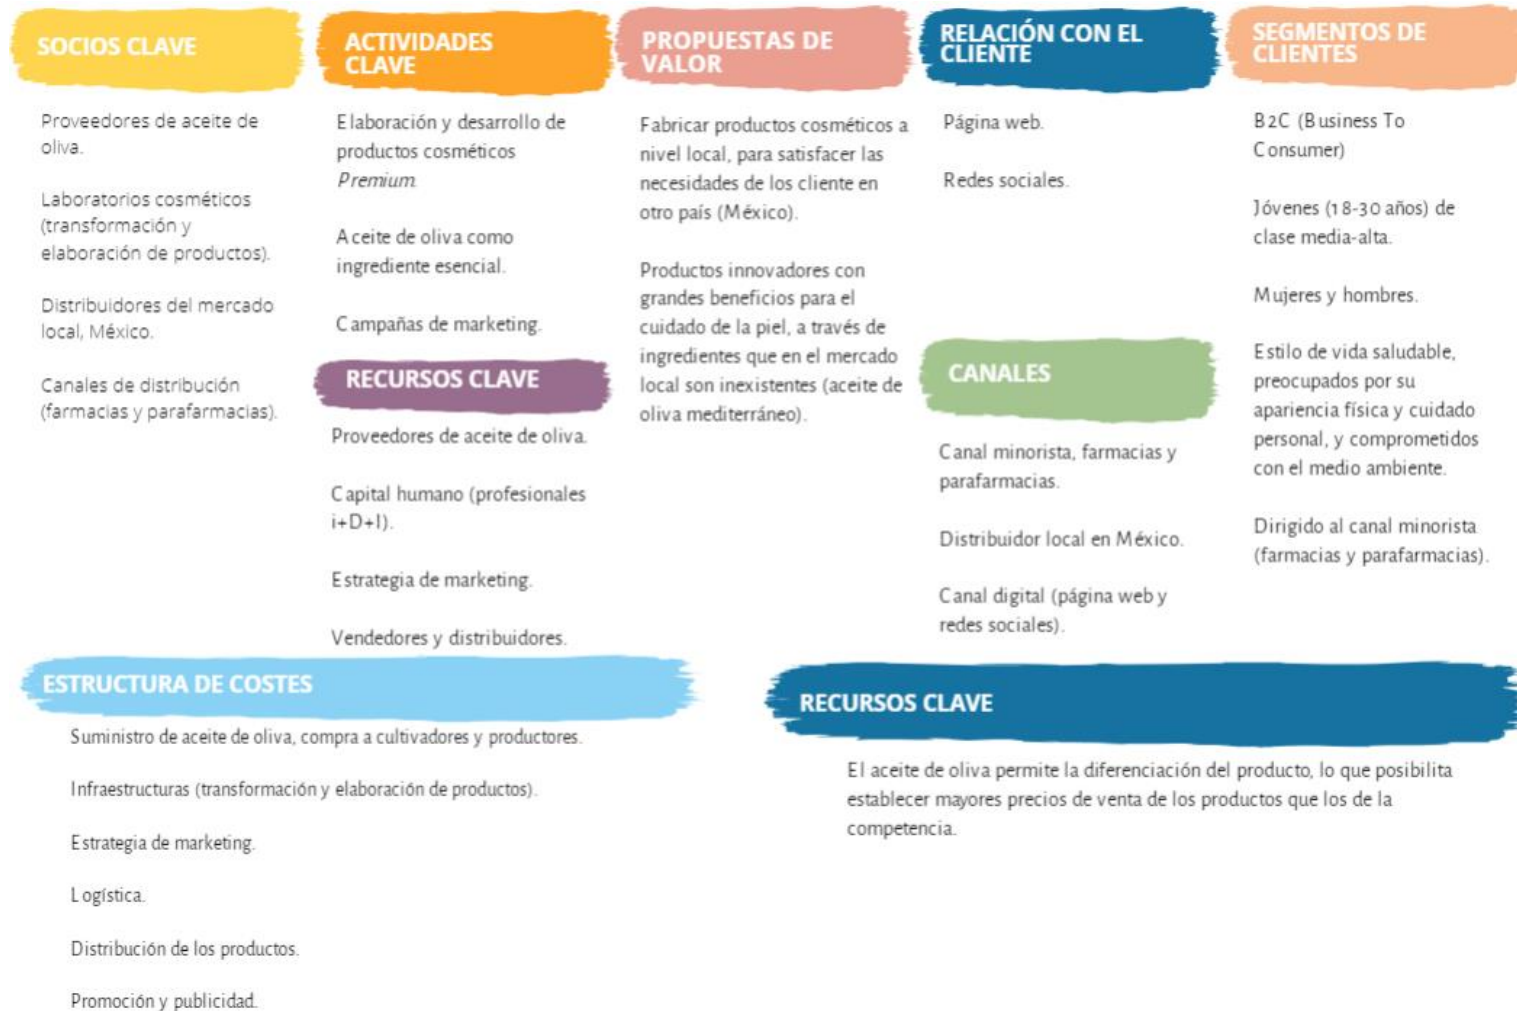 SOCIOS CLAVE
Proveedores de aceite de
oliva.
Laboratorios cosméticos
(transformación y
elaboración de productos).
Distribuidores del mercado
local, México.
Canales de distribución
(farmacias y parafarmacias).
ACTIVIDADES
CLAVE
Elaboración y desarrollo de
productos cosméticos
Premium.
Aceite de oliva como
ingrediente esencial.
Campañas de marketing.
RECURSOS CLAVE
Proveedores de aceite de oliva.
Capital humano (profesionales
i+D+I).
Estrategia de marketing.
Vendedores y distribuidores.
PROPUESTAS DE
VALOR
Fabricar productos cosméticos a
nivel local, para satisfacer las
necesidades de los cliente en
otro país (México).
Productos innovadores con
grandes beneficios para el
cuidado de la piel, a través de
ingredientes que en el mercado
local son inexistentes (aceite de
oliva mediterráneo).
RELACIÓN CON EL
CLIENTE
Página web.
Redes sociales.
CANALES
Canal minorista, farmacias y
parafarmacias.
Distribuidor local en México.
Canal digital (página web y
redes sociales).
SEGMENTOS DE
CLIENTES
B2C (Business To
Consumer)
Jóvenes (18-30 años) de
clase media-alta.
Mujeres y hombres.
Estilo de vida saludable,
preocupados por su
apariencia física y cuidado
personal, y comprometidos
con el medio ambiente.
Dirigido al canal minorista
(farmacias y parafarmacias).
ESTRUCTURA DE COSTES
Suministro de aceite de oliva, compra a cultivadores y productores.
Infraestructuras (transformación y elaboración de productos).
Estrategia de marketing.
Logística.
Distribución de los productos.
Promoción y publicidad.
RECURSOS CLAVE
El aceite de oliva permite la diferenciación del producto, lo que posibilita
establecer mayores precios de venta de los productos que los de la
competencia.